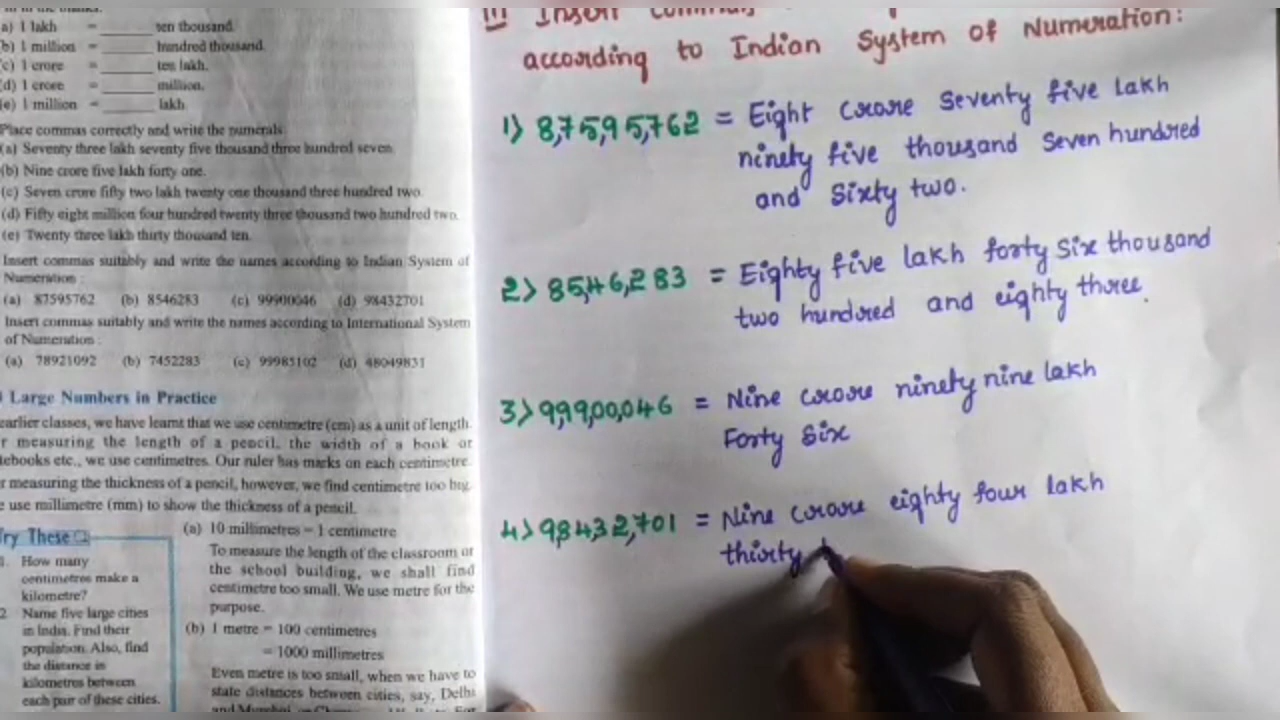 a) 1 lakh = ______ ten thousand.
(b) 1 million = ______ hundred thousand.
(c) 1 crore = ______ ten lakh.
(d) 1 crore = ______ million.
(e) 1 million = ______ lakh.
Place commas correctly and write the numerals
(a) Seventy three lakh seventy five thousand three hundred seven.
(b) Nine crore five lakh forty one.
(c) Seven crore fifty two lakh twenty one thousand three hundred two.
(d) Fifty eight million four hundred twenty three thousand two hundred two.
(e) Twenty three lakh thirty thousand ten.
Insert commas suitably and write the names according to Indian System of
Numeration :
(a) 87595762 (b) 8546283 (c) 99900046 (d) 98432701
Insert commas suitably and write the names according to International System
of Numeration :
(a) 78921092 (b) 7452283 (c) 99985102 (d) 48049831
Large Numbers in Practice
earlier classes, we have learnt that we use centimetre (cm) as a unit of length.
r measuring the length of a pencil, the width of a book or
tebooks etc., we use centimetres. Our ruler has marks on each centimetre.
r measuring the thickness of a pencil, however, we find centimetre too big.
e use millimetre (mm) to show the thickness of a pencil.
Try These
1. How many
centimetres make a
kilometre?
2. Name five large cities
in India. Find their
population. Also, find
the distance in
kilometres between
each pair of these cities.
(a) 10 millimetres = 1 centimetre
To measure the length of the classroom or
the school building, we shall find
centimetre too small. We use metre for the
purpose.
(b) 1 metre = 100 centimetres
= 1000 millimetres
Even metre is too small, when we have to
state distances between cities, say, Delhi
III Insert commas
according to Indian System of Numeration:
1) 8,75,95,762 = Eight crore seventy five lakh
ninety five thousand seven hundred
and sixty two.
2) 85,46,283 = Eighty five lakh forty six thousand
two hundred and eighty three.
3) 9,99,00,046 = Nine crore ninety nine lakh
Forty six
4) 9,84,32,701 = Nine crore eighty four lakh
thirty t